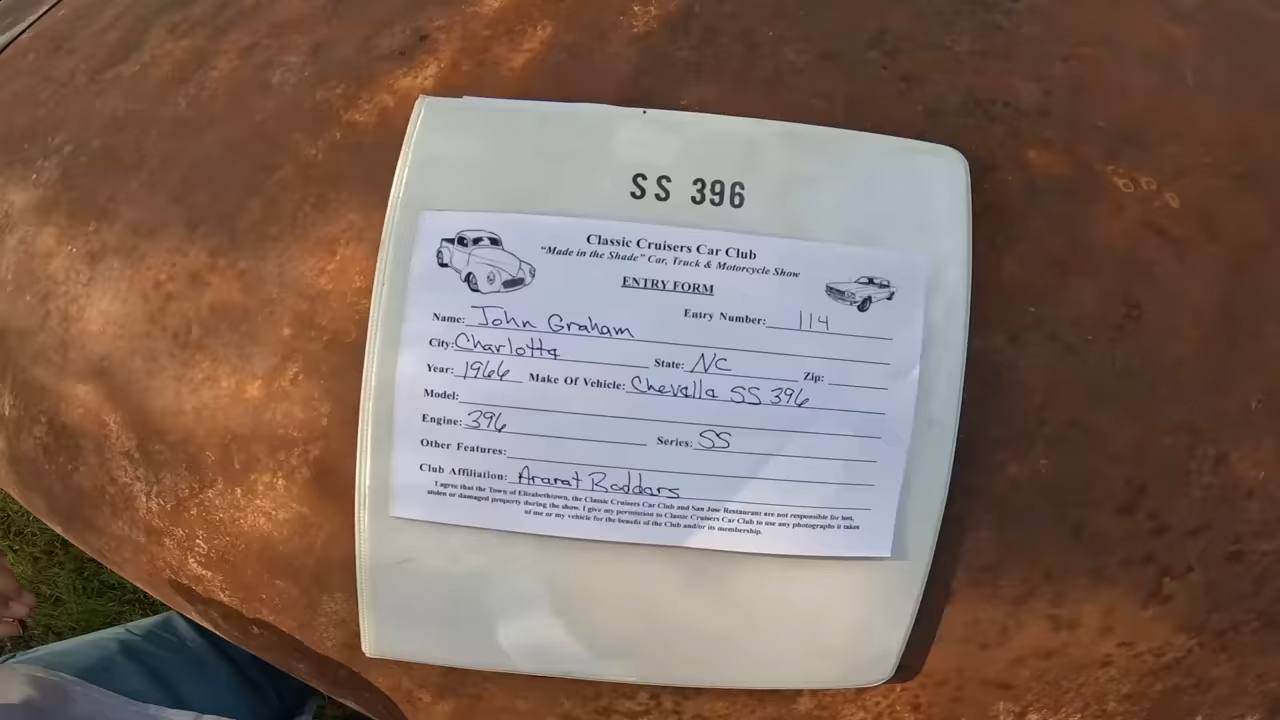 SS 396
Classic Cruisers Car Club
"Made in the Shade" Car, Truck & Motorcycle Show
ENTRY FORM
Name: John Graham Entry Number: 114
City: Charlotta State: NC Zip:
Year: 1966 Make Of Vehicle: Chevalla SS 396
Model:
Engine: 396 Series: SS
Other Features:
Club Affiliation: Ararat Roddars
I agree that the Town of Elizabethtown, the Classic Cruisers Car Club and San Jose Restaurant are not responsible for lost,
stolen or damaged property during the show. I give my permission to Classic Cruisers Car Club to use any photographs it takes
of me or my vehicle for the benefit of the Club and/or its membership.